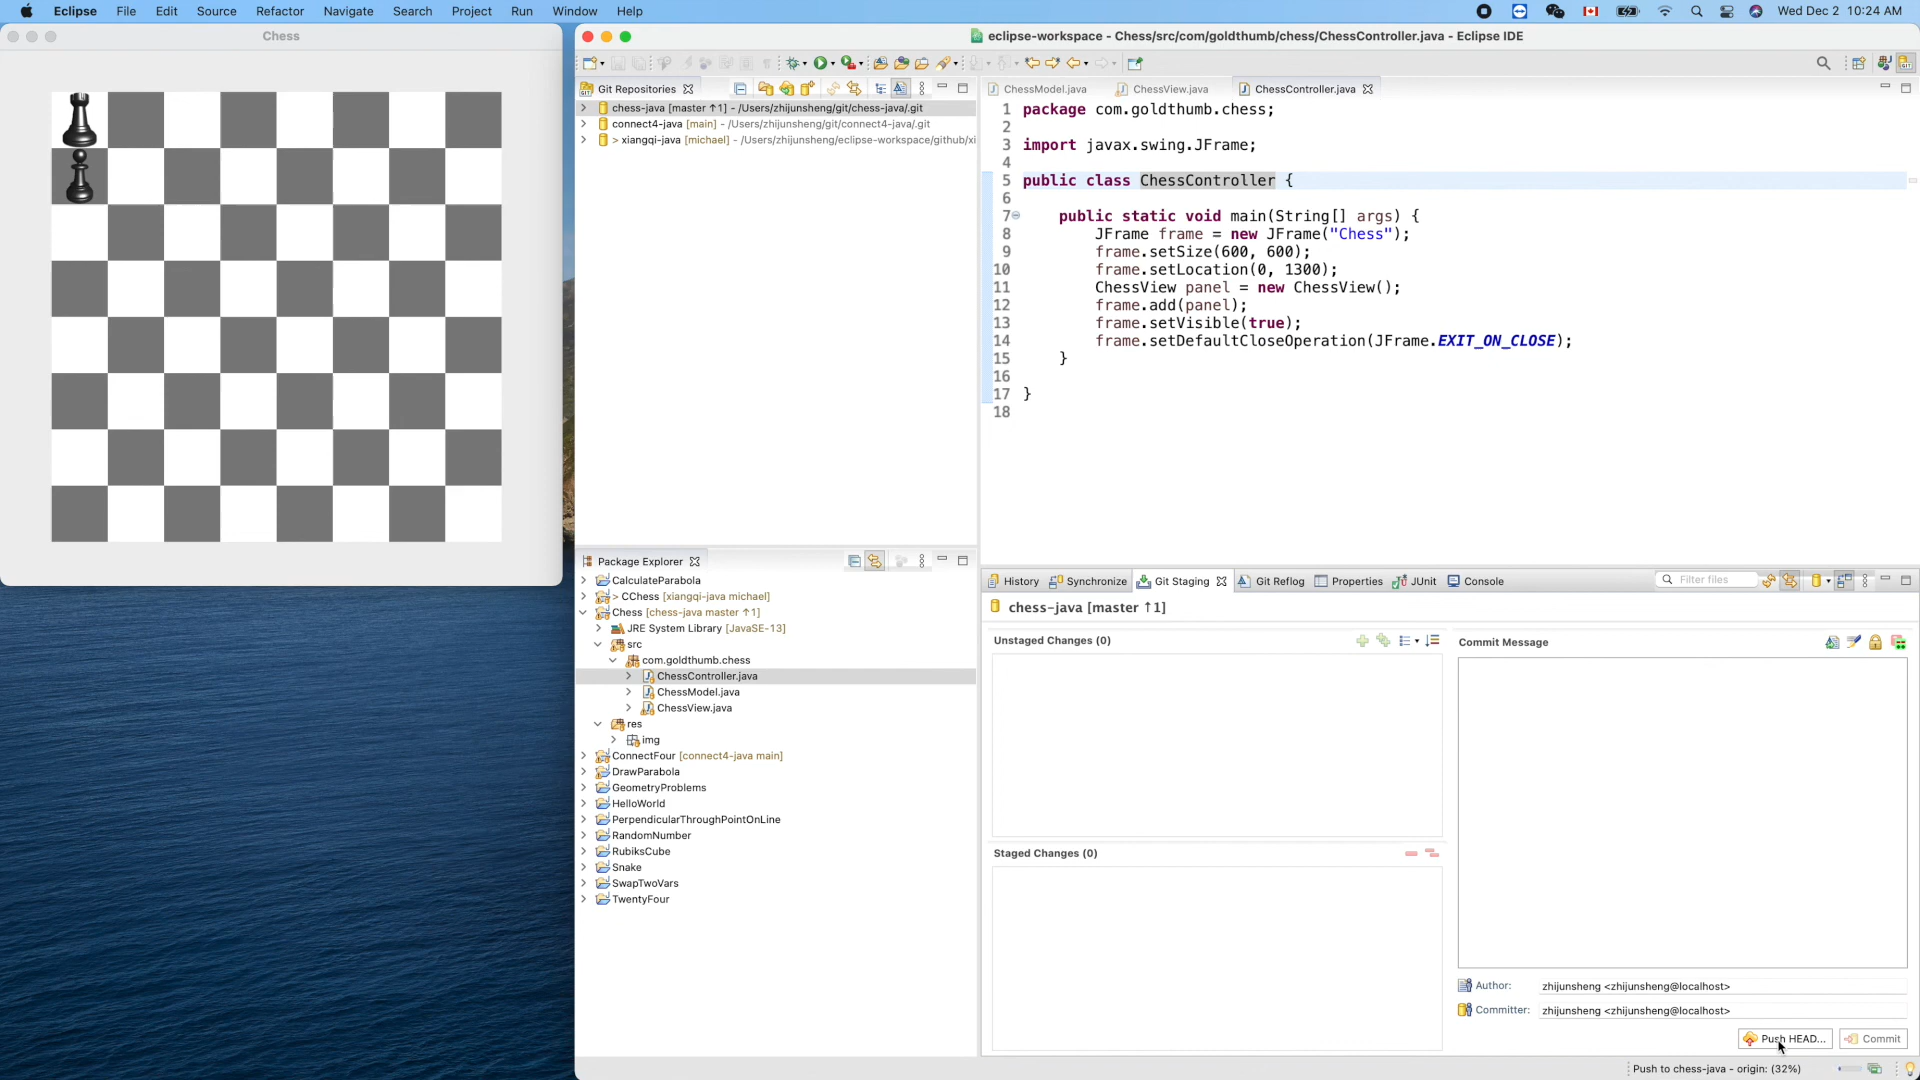 Eclipse File Edit Source Refactor Navigate Search Project Run Window Help Wed Dec 2 10:24 AM
Chess
eclipse-workspace - Chess/src/com/goldthumb/chess/ChessController.java - Eclipse IDE
Git Repositories
chess-java [master ↑1] - /Users/zhijunsheng/git/chess-java/.git
connect4-java [main] - /Users/zhijunsheng/git/connect4-java/.git
> xiangqi-java [michael] - /Users/zhijunsheng/eclipse-workspace/github/xi
ChessModel.java ChessView.java ChessController.java
1 package com.goldthumb.chess;
2
3 import javax.swing.JFrame;
4
5 public class ChessController {
6
7 public static void main(String[] args) {
8 JFrame frame = new JFrame("Chess");
9 frame.setSize(600, 600);
10 frame.setLocation(0, 1300);
11 ChessView panel = new ChessView();
12 frame.add(panel);
13 frame.setVisible(true);
14 frame.setDefaultCloseOperation(JFrame.EXIT_ON_CLOSE);
15 }
16
17 }
18
Package Explorer
CalculateParabola
> CChess [xiangqi-java michael]
Chess [chess-java master ↑1]
JRE System Library [JavaSE-13]
src
com.goldthumb.chess
ChessController.java
ChessModel.java
ChessView.java
res
img
ConnectFour [connect4-java main]
DrawParabola
GeometryProblems
HelloWorld
PerpendicularThroughPointOnLine
RandomNumber
RubiksCube
Snake
SwapTwoVars
TwentyFour
History Synchronize Git Staging Git Reflog Properties JUnit Console Filter files
chess-java [master ↑1]
Unstaged Changes (0)
Staged Changes (0)
Commit Message
Author: zhijunsheng <zhijunsheng@localhost>
Committer: zhijunsheng <zhijunsheng@localhost>
Push HEAD... Commit
Push to chess-java - origin: (32%)